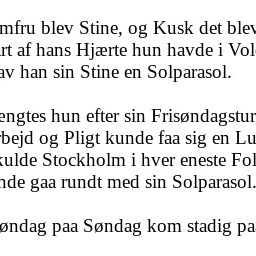 mfru blev Stine, og Kusk det blev
rt af hans Hjærte hun havde i Vol
av han sin Stine en Solparasol.
engtes hun efter sin Frisøndagstur
bejd og Pligt kunde faa sig en Lu
kulde Stockholm i hver eneste Fol
nde gaa rundt med sin Solparasol.
øndag paa Søndag kom stadig pa